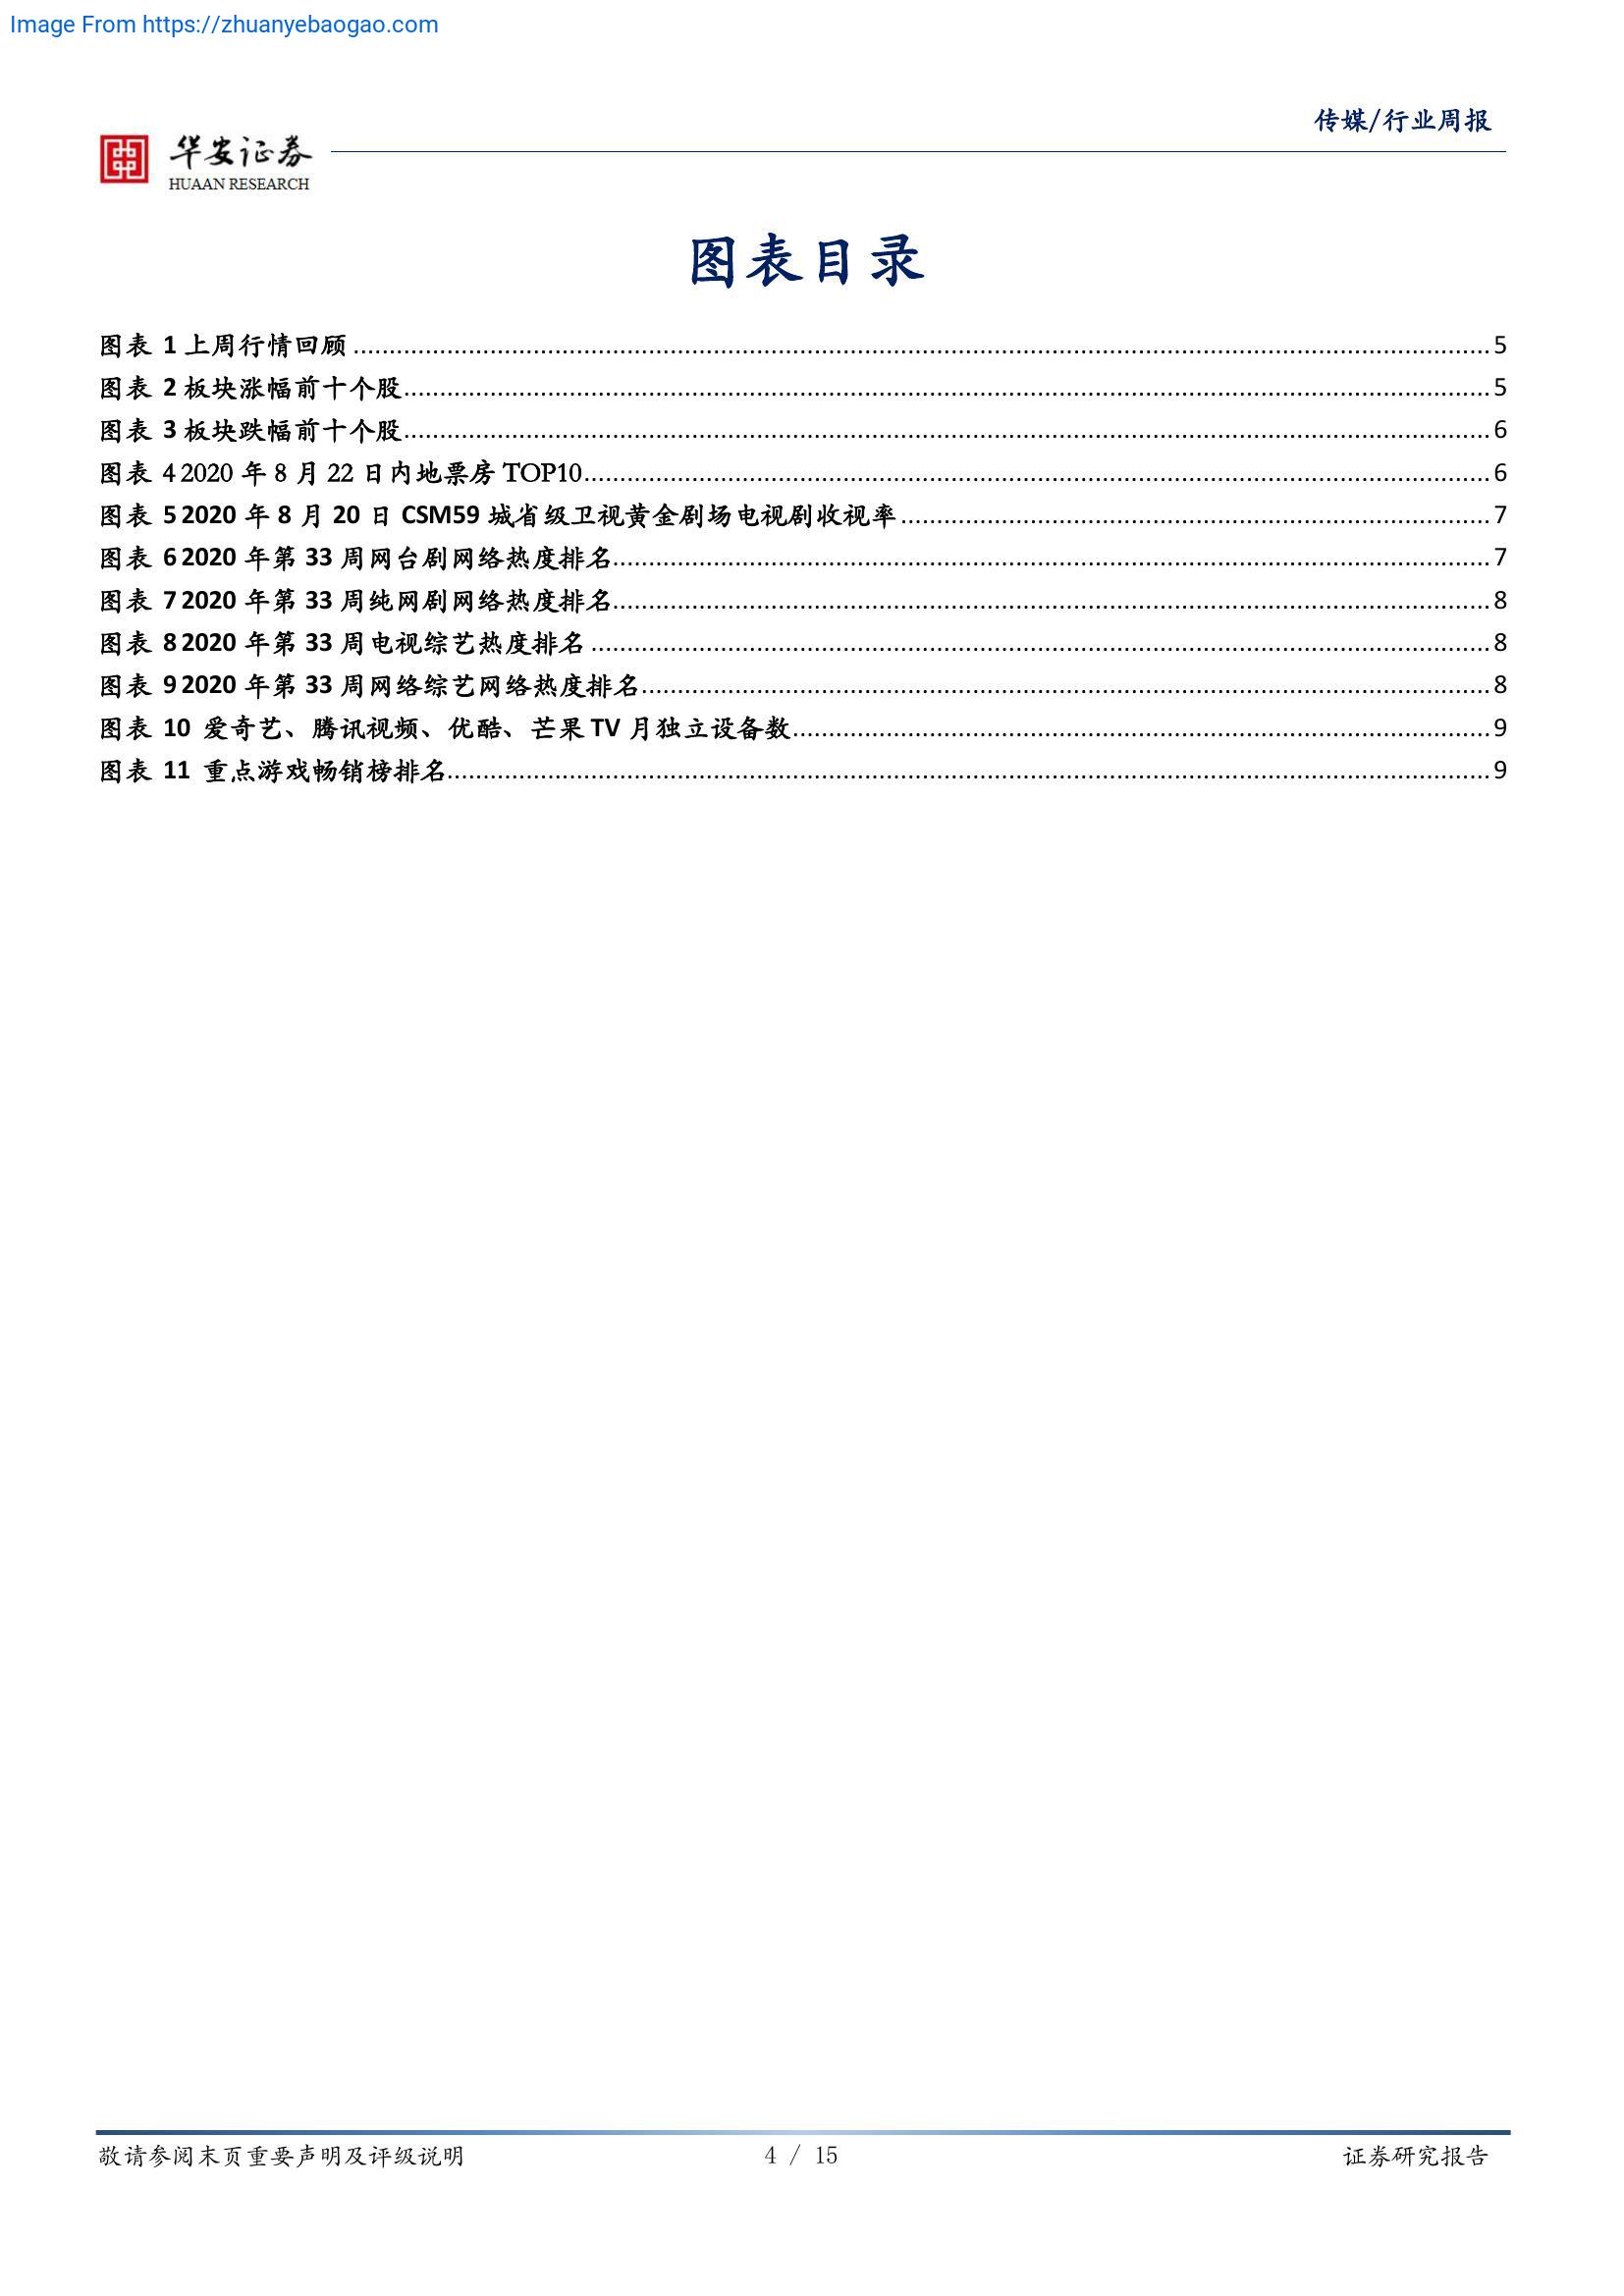 Image From https://zhuanyebaogao.com
传媒/行业周报
华安证券
HUAAN RESEARCH
图表目录
图表 1 上周行情回顾 ........ 5
图表 2 板块涨幅前十个股 ........ 5
图表 3 板块跌幅前十个股 ........ 6
图表 4 2020 年 8 月 22 日内地票房 TOP10 ........ 6
图表 5 2020 年 8 月 20 日 CSM59 城省级卫视黄金剧场电视剧收视率 ........ 7
图表 6 2020 年第 33 周网台剧网络热度排名 ........ 7
图表 7 2020 年第 33 周纯网剧网络热度排名 ........ 8
图表 8 2020 年第 33 周电视综艺热度排名 ........ 8
图表 9 2020 年第 33 周网络综艺网络热度排名 ........ 8
图表 10 爱奇艺、腾讯视频、优酷、芒果 TV 月独立设备数 ........ 9
图表 11 重点游戏畅销榜排名 ........ 9
敬请参阅末页重要声明及评级说明 4 / 15 证券研究报告